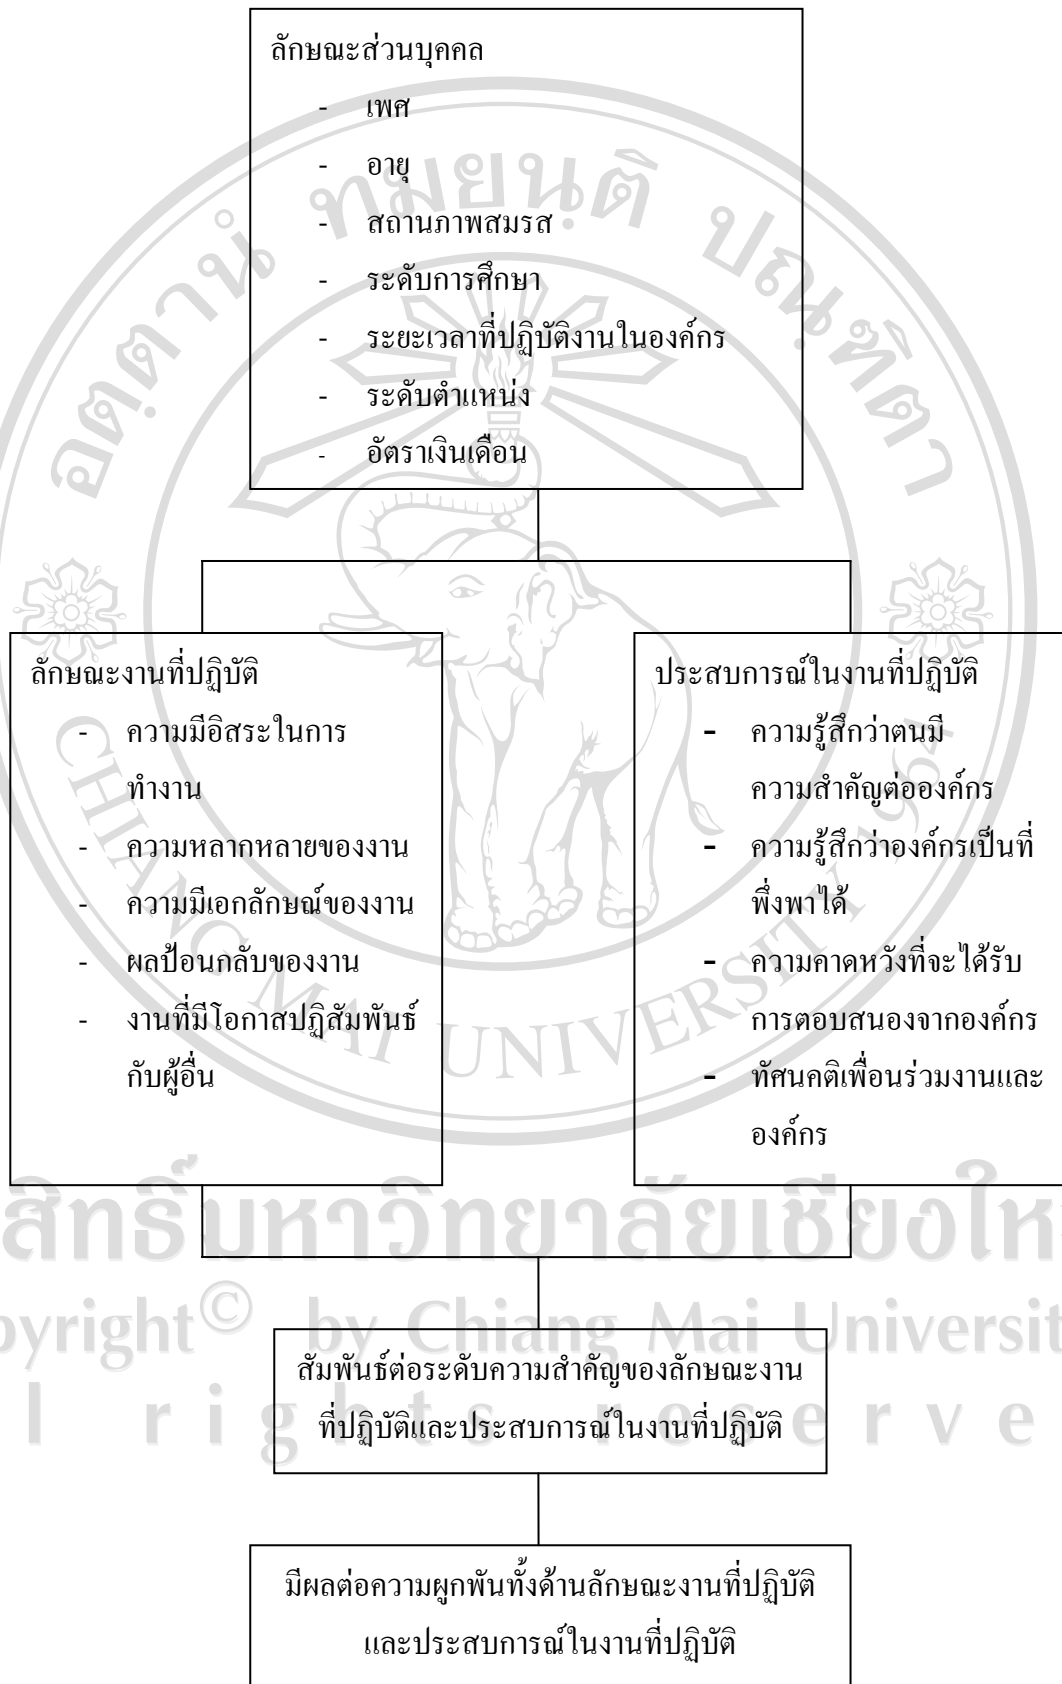 ลักษณะส่วนบุคคล
- เพศ
- อายุ
- สถานภาพสมรส
- ระดับการศึกษา
- ระยะเวลาที่ปฏิบัติงานในองค์กร
- ระดับตำแหน่ง
- อัตราเงินเดือน
ลักษณะงานที่ปฏิบัติ
- ความมีอิสระในการ
ทำงาน
- ความหลากหลายของงาน
- ความมีเอกลักษณ์ของงาน
- ผลป้อนกลับของงาน
- งานที่มีโอกาสปฏิสัมพันธ์
กับผู้อื่น
ประสบการณ์ในงานที่ปฏิบัติ
- ความรู้สึกว่าตนมี
ความสำคัญต่อองค์กร
- ความรู้สึกว่าองค์กรเป็นที่
พึ่งพาได้
- ความคาดหวังที่จะได้รับ
การตอบสนองจากองค์กร
- ทัศนคติเพื่อนร่วมงานและ
องค์กร
สัมพันธ์ต่อระดับความสำคัญของลักษณะงาน
ที่ปฏิบัติและประสบการณ์ในงานที่ปฏิบัติ
มีผลต่อความผูกพันทั้งด้านลักษณะงานที่ปฏิบัติ
และประสบการณ์ในงานที่ปฏิบัติ
อตฺตานํ ทมยนฺติ ปณฺฑิตา
CHIANG MAI UNIVERSITY 1964
สิทธิ์มหาวิทยาลัยเชียงให
pyright© by Chiang Mai Universit
l rights reserve